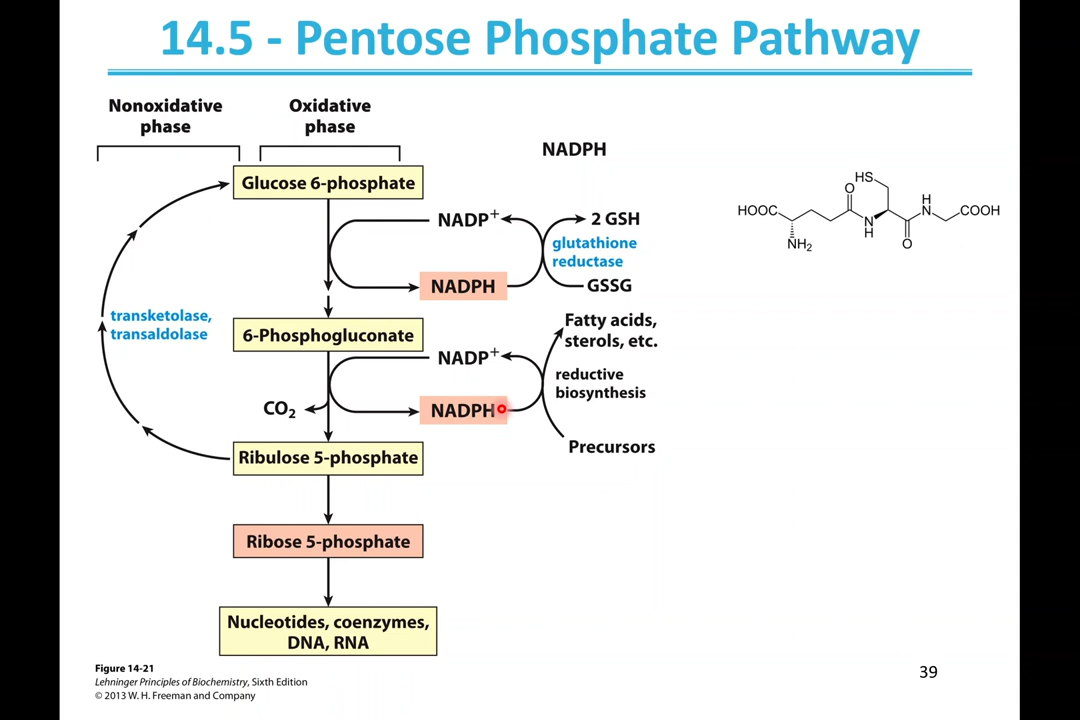 14.5 - Pentose Phosphate Pathway
Nonoxidative
phase
Oxidative
phase
NADPH
Glucose 6-phosphate
NADP+
2 GSH
glutathione
reductase
NADPH
GSSG
transketolase,
transaldolase
6-Phosphogluconate
Fatty acids,
sterols, etc.
NADP+
reductive
biosynthesis
CO2
NADPH
Precursors
Ribulose 5-phosphate
Ribose 5-phosphate
Nucleotides, coenzymes,
DNA, RNA
HS
O
HOOC
H
N
COOH
NH2
N
H
O
Figure 14-21
Lehninger Principles of Biochemistry, Sixth Edition
© 2013 W. H. Freeman and Company
39